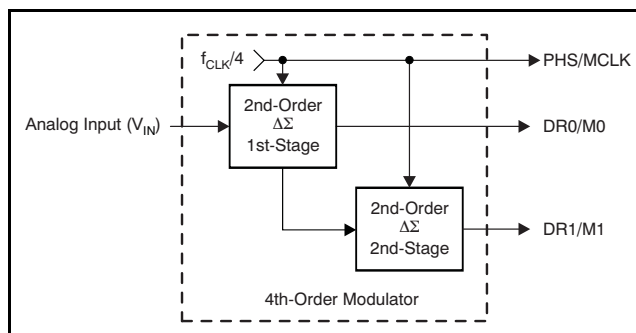 f_CLK/4
PHS/MCLK
2nd-Order
ΔΣ
1st-Stage
Analog Input (V_IN)
DR0/M0
2nd-Order
ΔΣ
2nd-Stage
DR1/M1
4th-Order Modulator